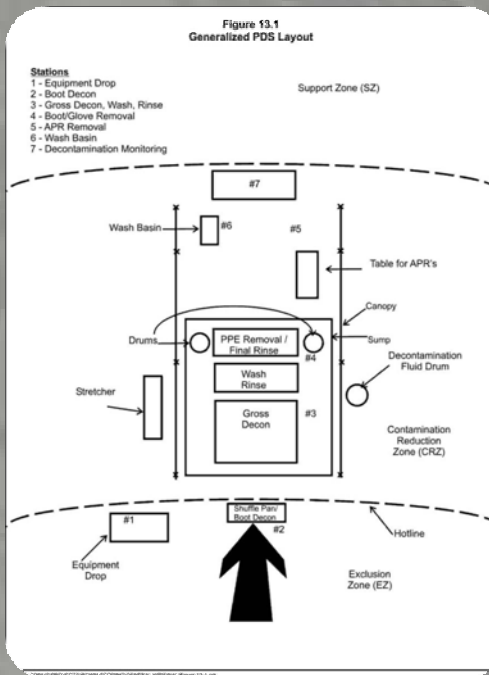 Figure 13.1
Generalized PDS Layout
Stations
1 - Equipment Drop
2 - Boot Decon
3 - Gross Decon, Wash, Rinse
4 - Boot/Glove Removal
5 - APR Removal
6 - Wash Basin
7 - Decontamination Monitoring
Support Zone (SZ)
#7
Wash Basin
#6
#5
Table for APR's
Canopy
Drums
PPE Removal /
Final Rinse
#4
Sump
Wash
Rinse
Decontamination
Fluid Drum
Stretcher
Gross
Decon
#3
Contamination
Reduction
Zone (CRZ)
Shuffle Pan/
Boot Decon
#1
#2
Hotline
Equipment
Drop
Exclusion
Zone (EZ)